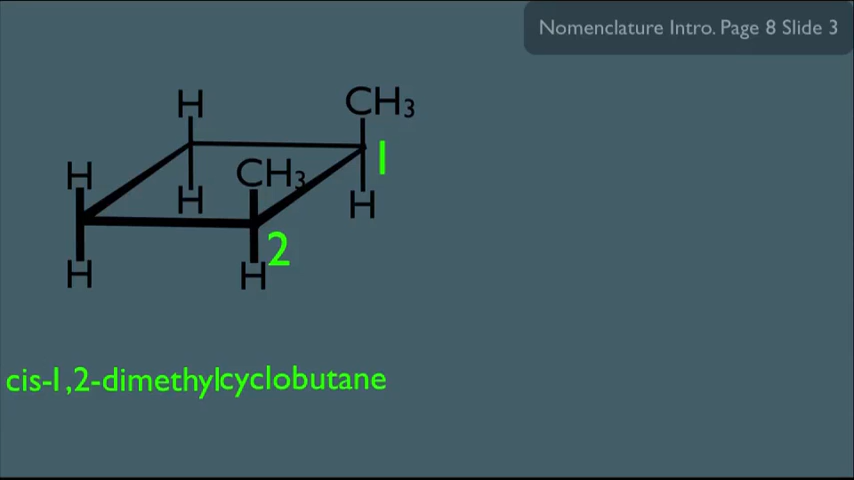 Nomenclature Intro. Page 8 Slide 3
H
CH₃
1
H
CH₃
H
H
H
2
H
cis-1,2-dimethylcyclobutane